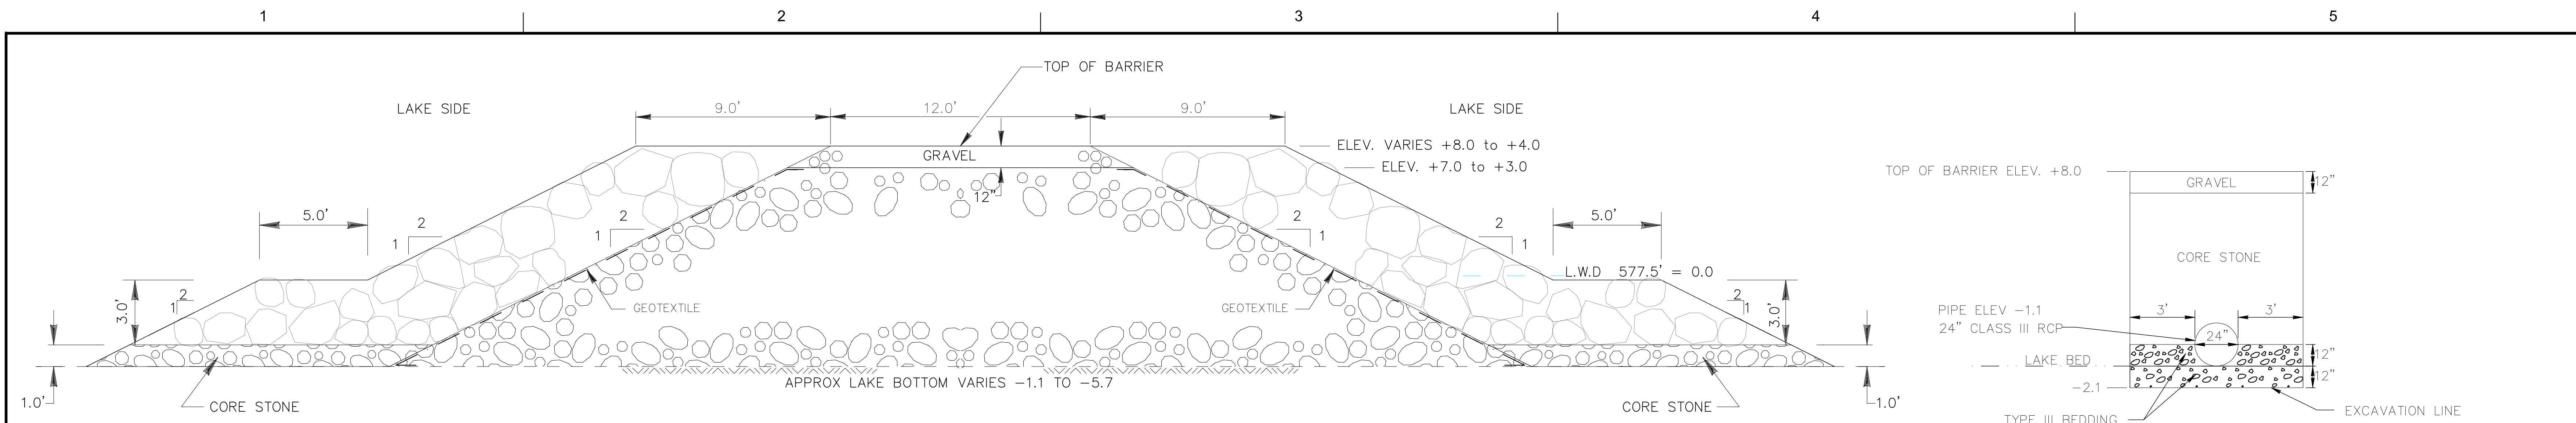 1
2
3
4
5
TOP OF BARRIER
LAKE SIDE
9.0'
12.0'
9.0'
LAKE SIDE
ELEV. VARIES +8.0 to +4.0
GRAVEL
ELEV. +7.0 to +3.0
12"
5.0'
2
1
2
1
2
1
2
1
5.0'
L.W.D 577.5' = 0.0
3.0'
2
1
GEOTEXTILE
GEOTEXTILE
2
1
3.0'
1.0'
APPROX LAKE BOTTOM VARIES -1.1 TO -5.7
CORE STONE
CORE STONE
1.0'
TOP OF BARRIER ELEV. +8.0
GRAVEL
12"
CORE STONE
PIPE ELEV -1.1
24" CLASS III RCP
3'
3'
24"
LAKE BED
12"
12"
-2.1
TYPE III BEDDING
EXCAVATION LINE